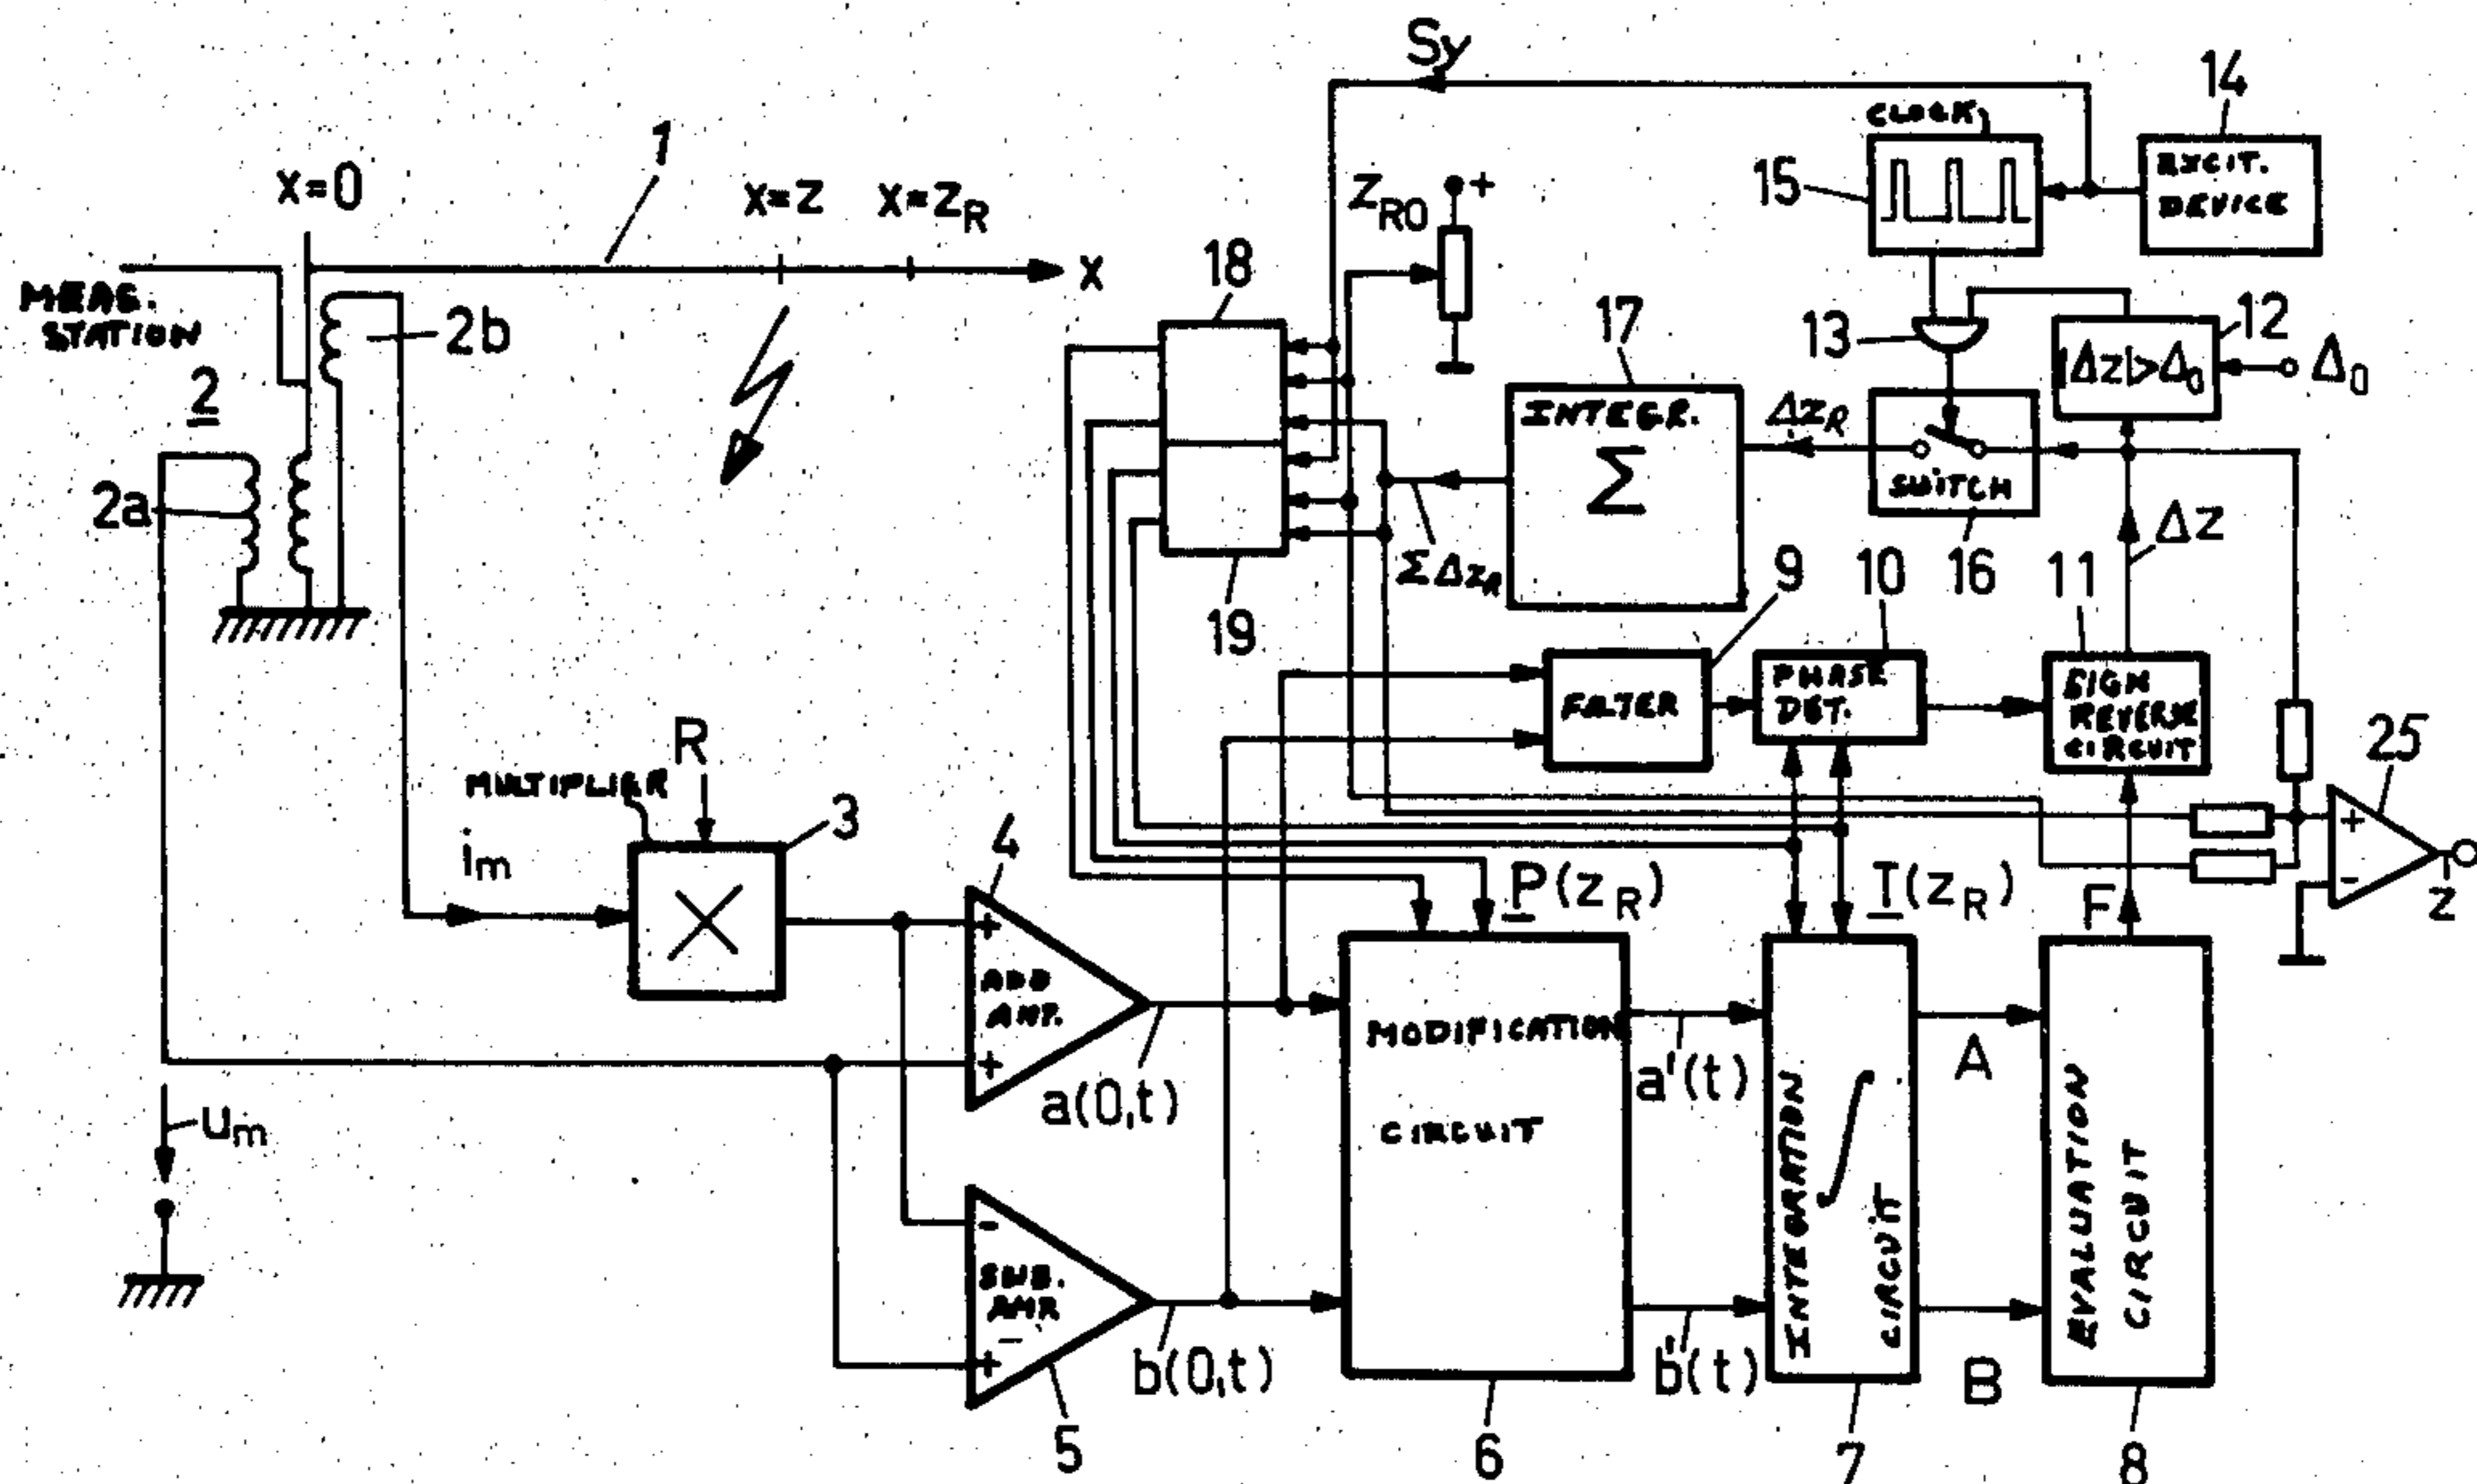 Sy
14
CLOCK
EXCIT.
DEVICE
15
1
x=0
x=z
x=zR
x
zR0
+
18
MEAS.
STATION
2b
2
2a
17
INTEGR.
Σ
13
12
|Δz|>Δ0
Δ0
ΔzR
SWITCH
16
Δz
ΣΔzR
19
9
10
11
FILTER
PHASE
DET.
SIGN
REVERSE
CIRCUIT
25
+
-
z
R
MULTIPLIER
3
im
4
+
ADD
AMP.
+
a(0,t)
P(zR)
T(zR)
F
MODIFICATION
CIRCUIT
a'(t)
INTEGRATION
∫
CIRCUIT
A
EVALUATION
CIRCUIT
um
-
SUB.
AMP.
+
b(0,t)
b'(t)
B
5
6
7
8